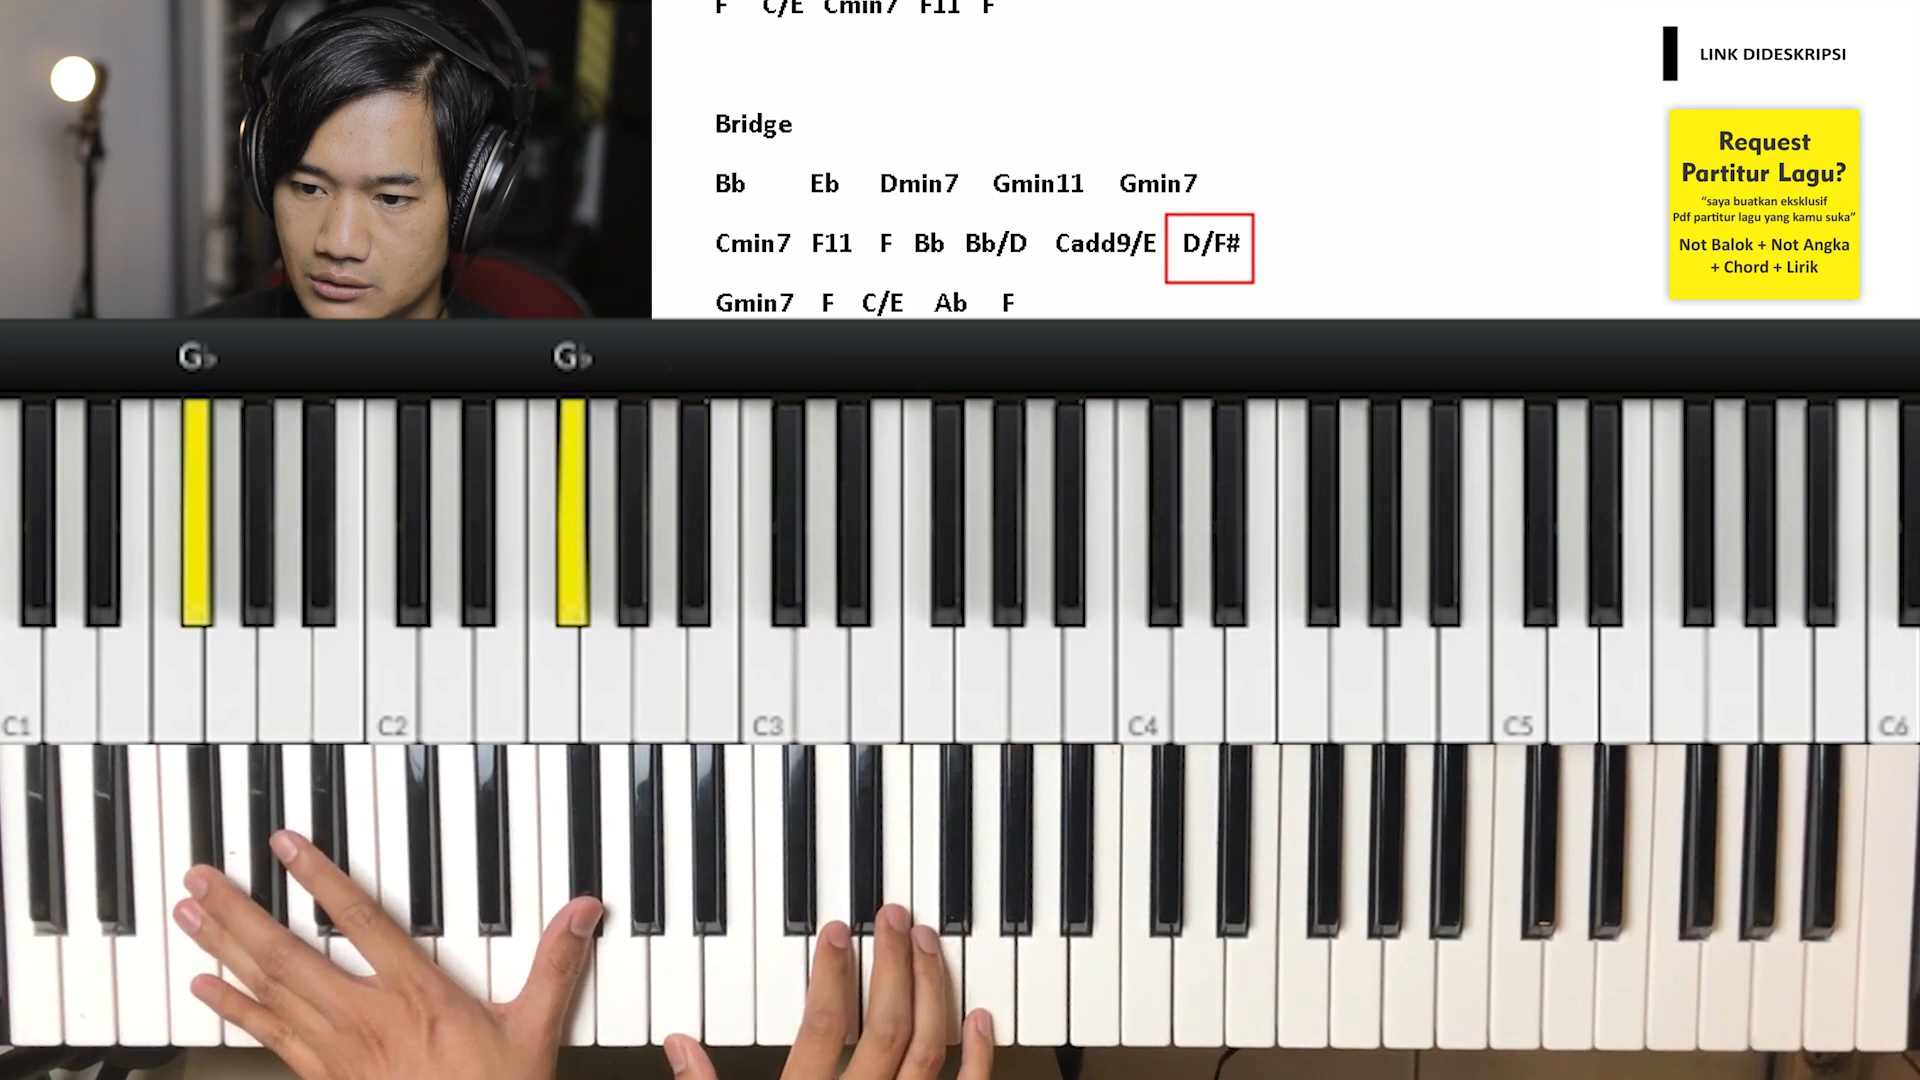 F C/E Cmin7 F11 F
LINK DIDESKRIPSI
Bridge
Bb Eb Dmin7 Gmin11 Gmin7
Cmin7 F11 F Bb Bb/D Cadd9/E D/F#
Gmin7 F C/E Ab F
Request
Partitur Lagu?
“saya buatkan eksklusif
Pdf partitur lagu yang kamu suka”
Not Balok + Not Angka
+ Chord + Lirik
G♭ G♭
C1 C2 C3 C4 C5 C6